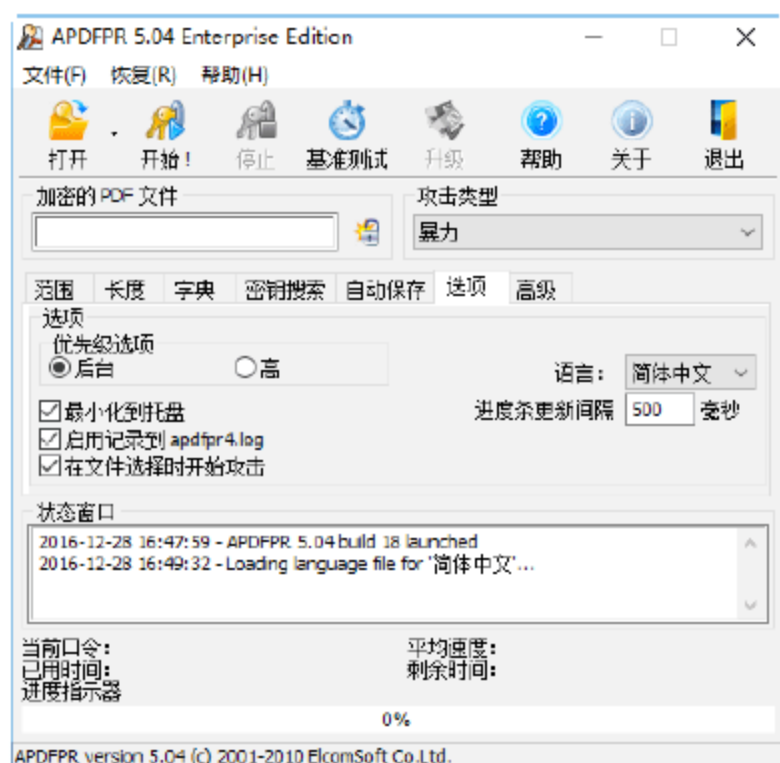 APDFPR 5.04 Enterprise Edition
文件(F) 恢复(R) 帮助(H)
打开 开始! 停止 基准测试 升级 帮助 关于 退出
加密的 PDF 文件 攻击类型
暴力
范围 长度 字典 密钥搜索 自动保存 选项 高级
选项
优先级选项
后台 高 语言: 简体中文
最小化到托盘 进度条更新间隔 500 毫秒
启用记录到 apdfpr4.log
在文件选择时开始攻击
状态窗口
2016-12-28 16:47:59 - APDFPR 5.04 build 18 launched
2016-12-28 16:49:32 - Loading language file for '简体中文'...
当前口令: 平均速度:
已用时间: 剩余时间:
进度指示器
0%
APDFPR version 5.04 (c) 2001-2010 ElcomSoft Co.Ltd.